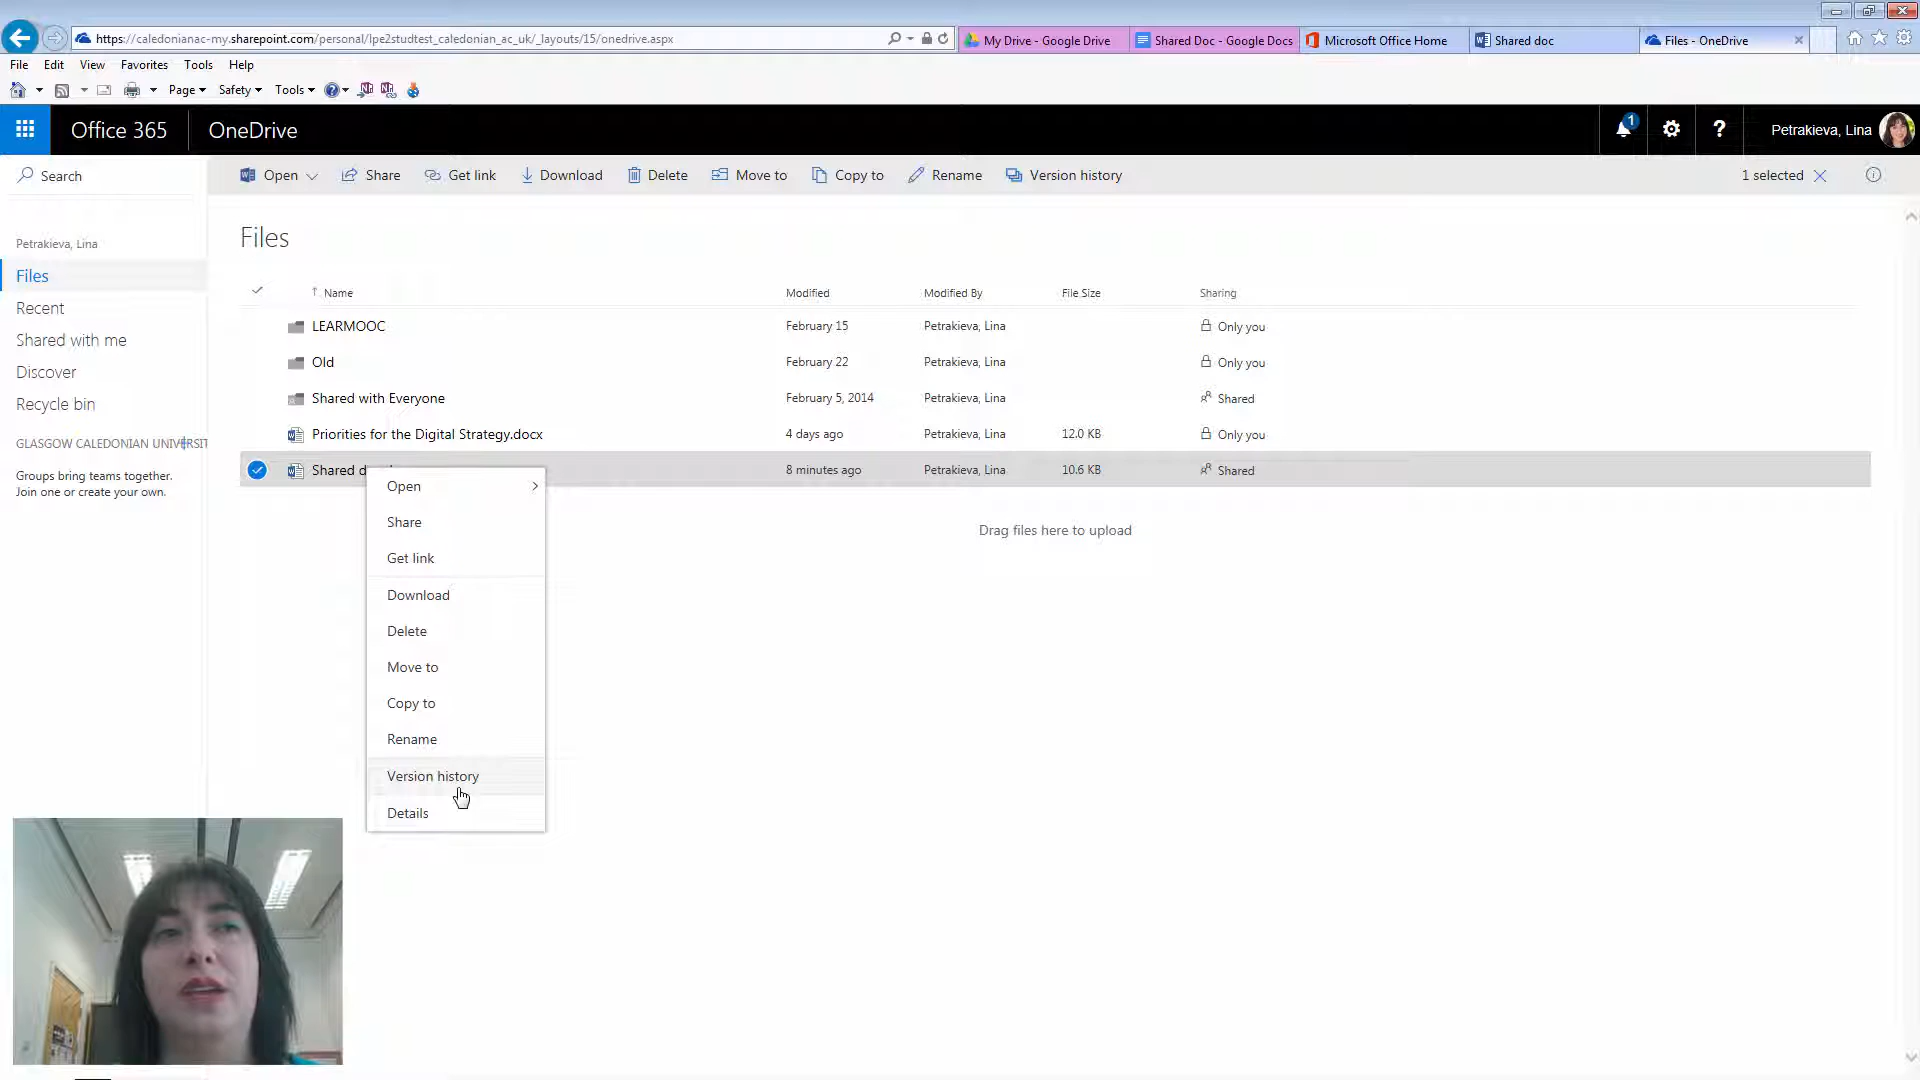 https://caledonianac-my.sharepoint.com/personal/lpe2studtest_caledonian_ac_uk/_layouts/15/onedrive.aspx
My Drive - Google Drive
Shared Doc - Google Docs
Microsoft Office Home
Shared doc
Files - OneDrive
File Edit View Favorites Tools Help
Page Safety Tools
Office 365 OneDrive
1
?
Petrakieva, Lina
Search
Open Share Get link Download Delete Move to Copy to Rename Version history
1 selected
Petrakieva, Lina
Files
Recent
Shared with me
Discover
Recycle bin
GLASGOW CALEDONIAN UNIVERSIT
Groups bring teams together.
Join one or create your own.
Files
Name Modified Modified By File Size Sharing
LEARMOOC February 15 Petrakieva, Lina Only you
Old February 22 Petrakieva, Lina Only you
Shared with Everyone February 5, 2014 Petrakieva, Lina Shared
Priorities for the Digital Strategy.docx 4 days ago Petrakieva, Lina 12.0 KB Only you
Shared d 8 minutes ago Petrakieva, Lina 10.6 KB Shared
Open
Share
Get link
Download
Delete
Move to
Copy to
Rename
Version history
Details
Drag files here to upload